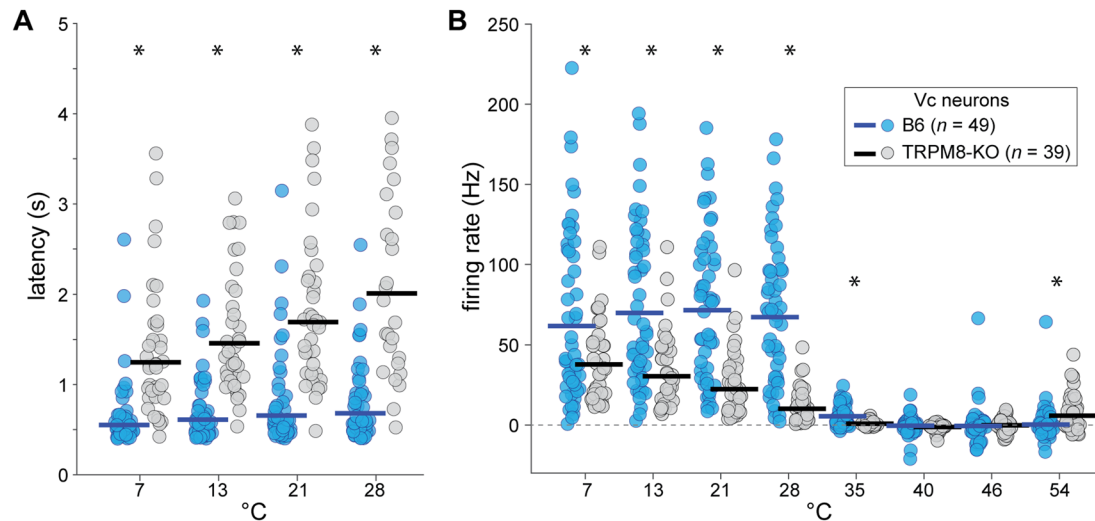 A
5
4
3
2
1
0
latency (s)
* * * *
7 13 21 28
°C
B
250
200
150
100
50
0
firing rate (Hz)
* * * * * *
Vc neurons
B6 (n = 49)
TRPM8-KO (n = 39)
7 13 21 28 35 40 46 54
°C